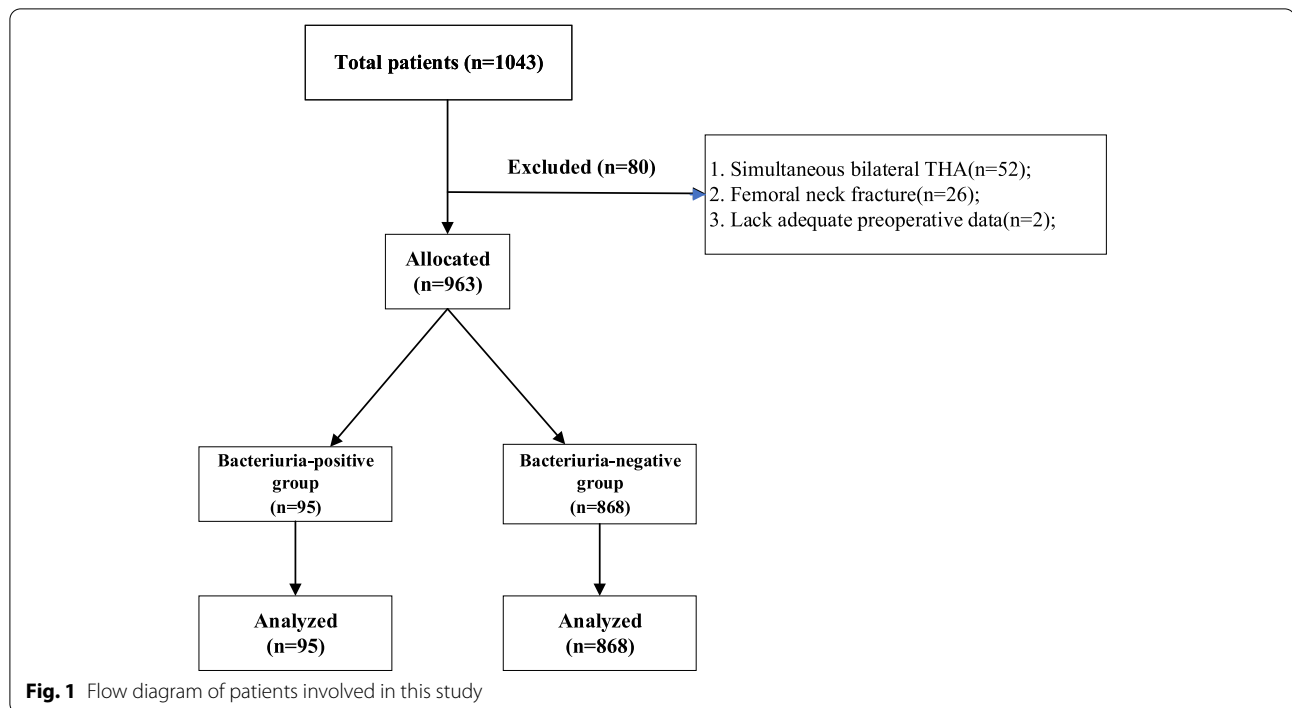 Total patients (n=1043)
Excluded (n=80)
1. Simultaneous bilateral THA(n=52);
2. Femoral neck fracture(n=26);
3. Lack adequate preoperative data(n=2);
Allocated
(n=963)
Bacteriuria-positive
group
(n=95)
Bacteriuria-negative
group
(n=868)
Analyzed
(n=95)
Analyzed
(n=868)
Fig. 1 Flow diagram of patients involved in this study